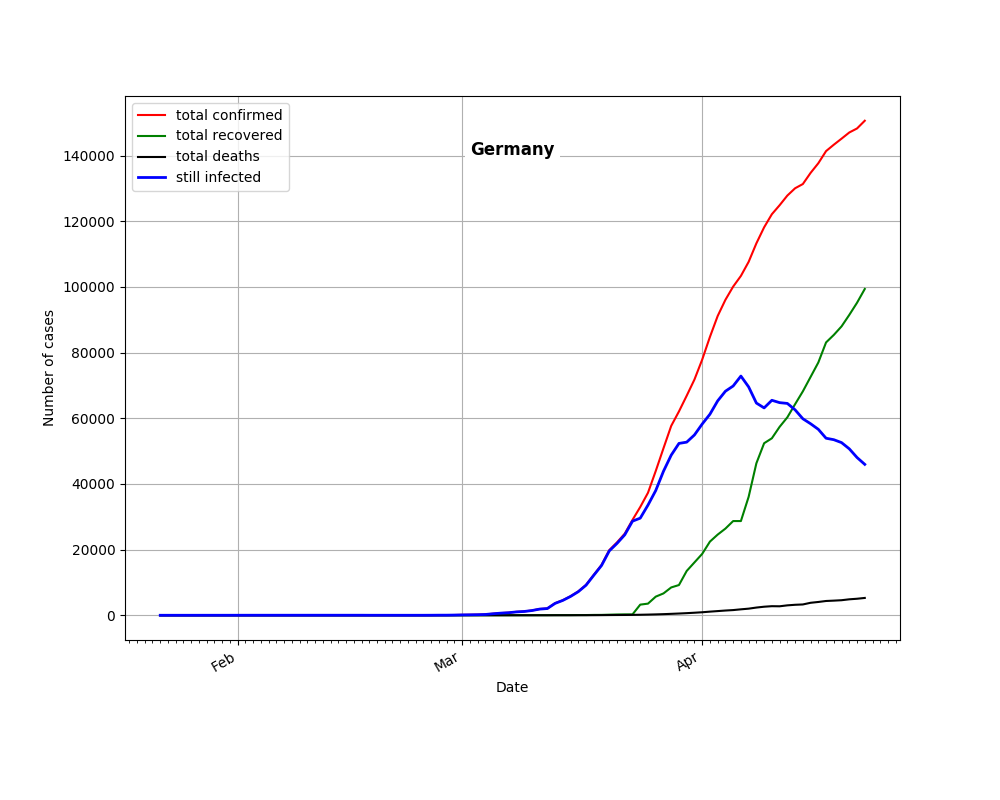 total confirmed
total recovered
total deaths
still infected
Germany
140000
120000
100000
80000
60000
40000
20000
0
Number of cases
Feb
Mar
Apr
Date